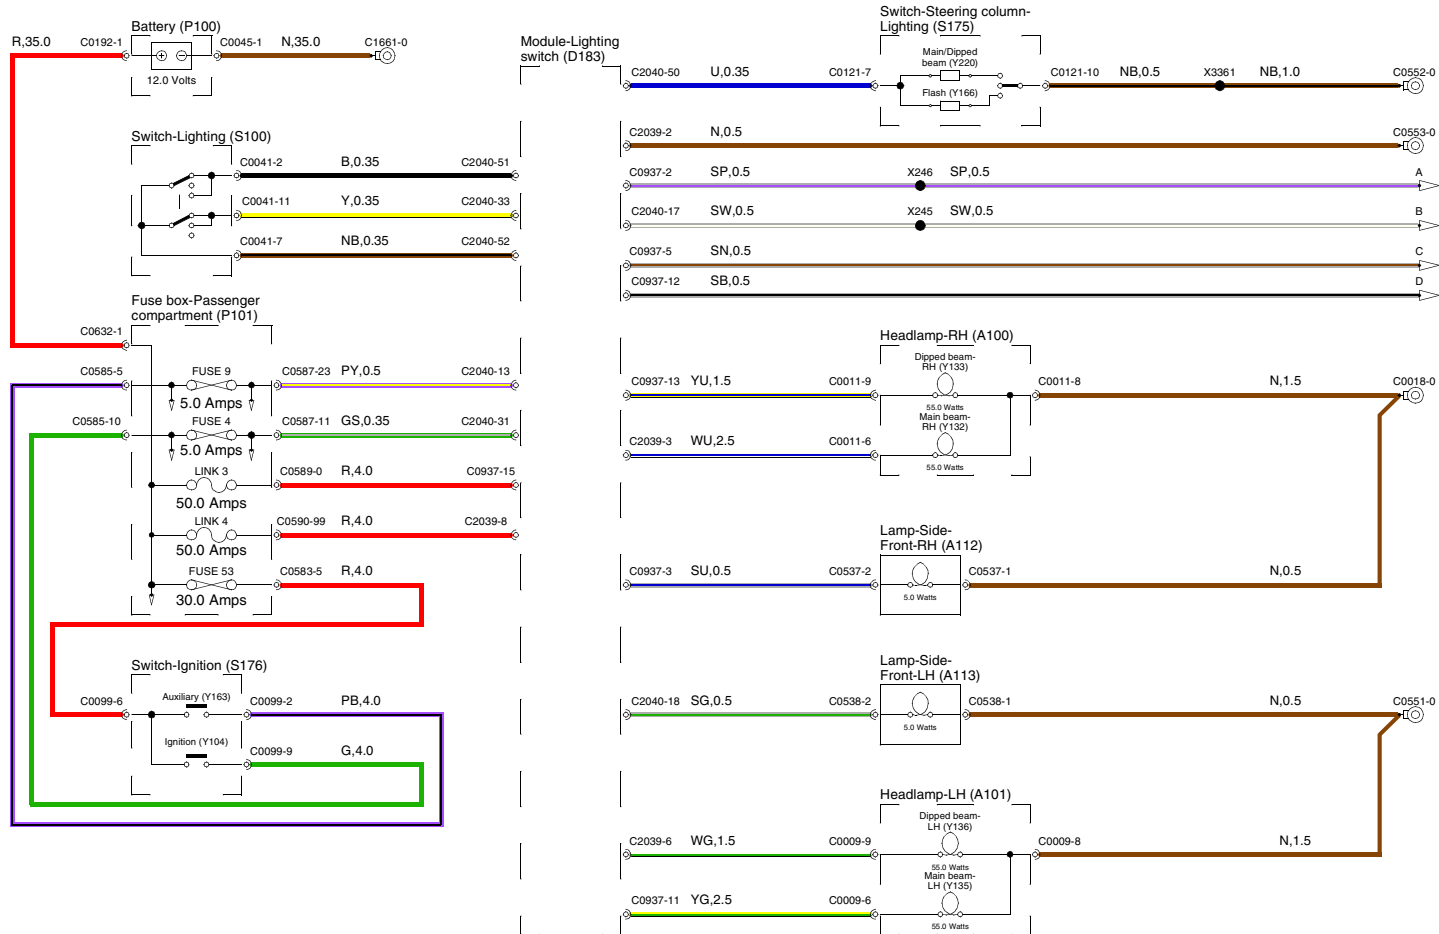 Battery (P100)
R,35.0
C0192-1
C0045-1
N,35.0
C1661-0
12.0 Volts
Module-Lighting
switch (D183)
Switch-Steering column-
Lighting (S175)
Main/Dipped
beam (Y220)
Flash (Y166)
C2040-50
U,0.35
C0121-7
C0121-10
NB,0.5
X3361
NB,1.0
C0552-0
C2039-2
N,0.5
C0553-0
C0937-2
SP,0.5
X246
SP,0.5
A
C2040-17
SW,0.5
X245
SW,0.5
B
C0937-5
SN,0.5
C
C0937-12
SB,0.5
D
Switch-Lighting (S100)
C0041-2
B,0.35
C2040-51
C0041-11
Y,0.35
C2040-33
C0041-7
NB,0.35
C2040-52
Fuse box-Passenger
compartment (P101)
C0632-1
C0585-5
FUSE 9
5.0 Amps
C0587-23
PY,0.5
C2040-13
C0585-10
FUSE 4
5.0 Amps
C0587-11
GS,0.35
C2040-31
LINK 3
50.0 Amps
C0589-0
R,4.0
C0937-15
LINK 4
50.0 Amps
C0590-99
R,4.0
C2039-8
FUSE 53
30.0 Amps
C0583-5
R,4.0
Switch-Ignition (S176)
C0099-6
Auxiliary (Y163)
C0099-2
PB,4.0
Ignition (Y104)
C0099-9
G,4.0
Headlamp-RH (A100)
Dipped beam-
RH (Y133)
C0937-13
YU,1.5
C0011-9
55.0 Watts
C0011-8
N,1.5
C0018-0
Main beam-
RH (Y132)
C2039-3
WU,2.5
C0011-6
55.0 Watts
Lamp-Side-
Front-RH (A112)
C0937-3
SU,0.5
C0537-2
5.0 Watts
C0537-1
N,0.5
Lamp-Side-
Front-LH (A113)
C2040-18
SG,0.5
C0538-2
5.0 Watts
C0538-1
N,0.5
C0551-0
Headlamp-LH (A101)
Dipped beam-
LH (Y136)
C2039-6
WG,1.5
C0009-9
55.0 Watts
C0009-8
N,1.5
Main beam-
LH (Y135)
C0937-11
YG,2.5
C0009-6
55.0 Watts